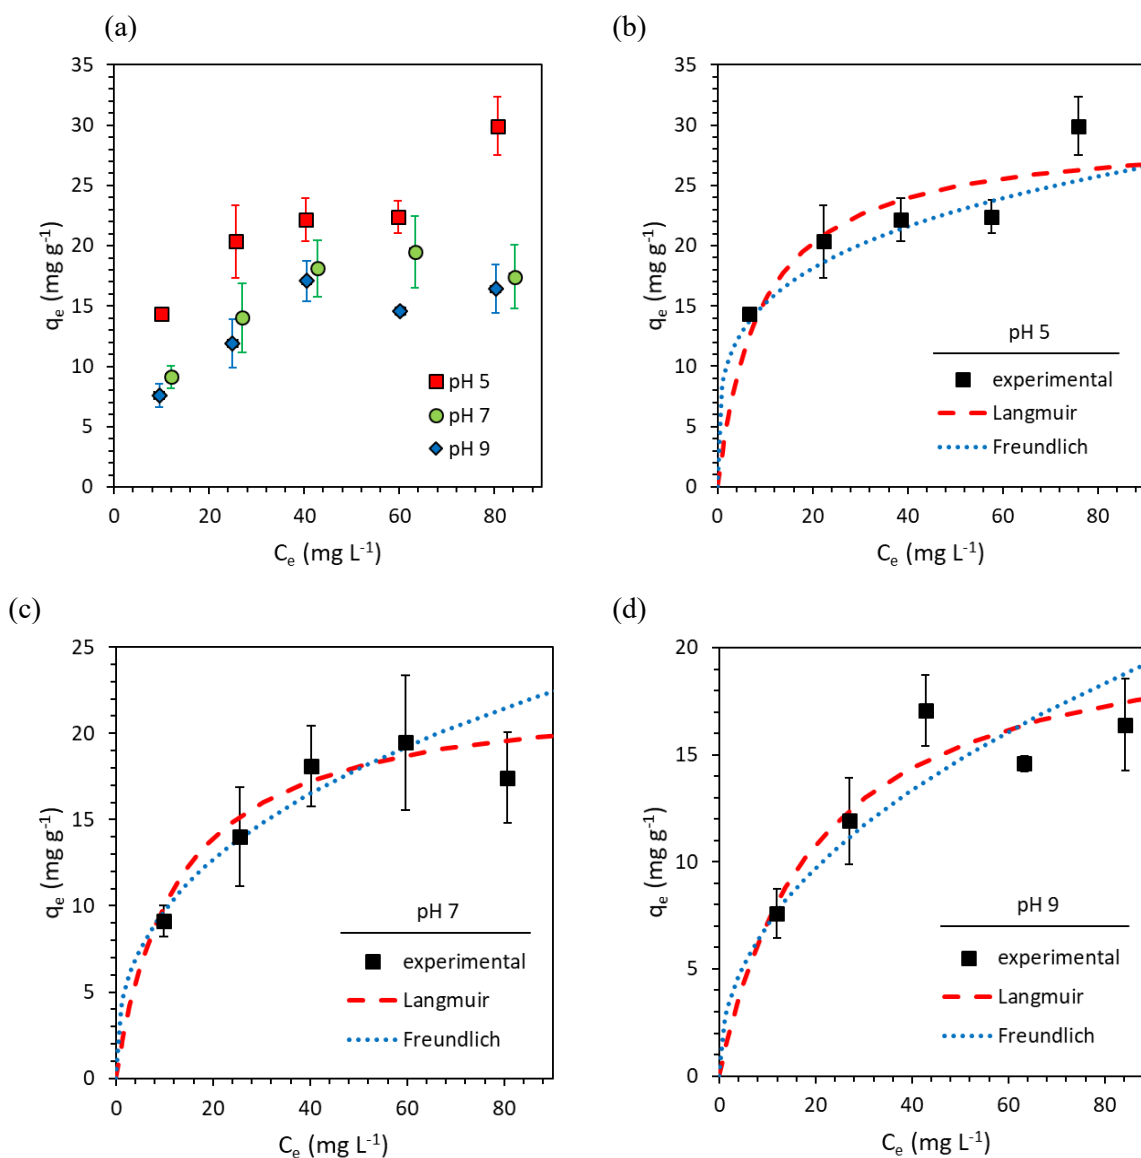 (a)
35
30
25
20
15
10
5
0
qe (mg g-1)
pH 5
pH 7
pH 9
0 20 40 60 80
Ce (mg L-1)
(b)
35
30
25
20
15
10
5
0
qe (mg g-1)
pH 5
experimental
Langmuir
Freundlich
0 20 40 60 80
Ce (mg L-1)
(c)
25
20
15
10
5
0
qe (mg g-1)
pH 7
experimental
Langmuir
Freundlich
0 20 40 60 80
Ce (mg L-1)
(d)
20
15
10
5
0
qe (mg g-1)
pH 9
experimental
Langmuir
Freundlich
0 20 40 60 80
Ce (mg L-1)